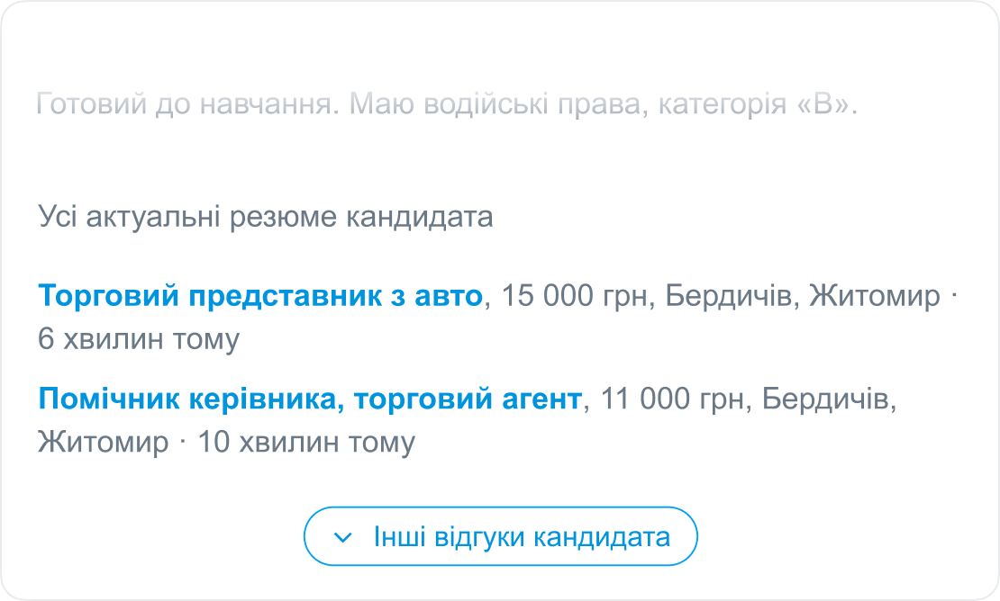 Готовий до навчання. Маю водійські права, категорія «В».
Усі актуальні резюме кандидата
Торговий представник з авто, 15 000 грн, Бердичів, Житомир ·
6 хвилин тому
Помічник керівника, торговий агент, 11 000 грн, Бердичів,
Житомир · 10 хвилин тому
Інші відгуки кандидата